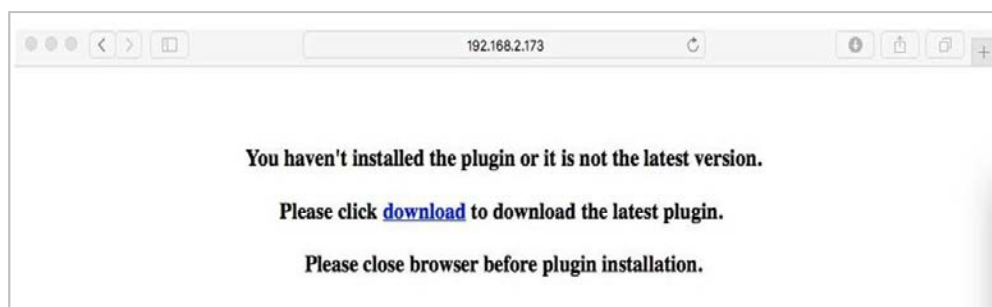 192.168.2.173
You haven't installed the plugin or it is not the latest version.
Please click download to download the latest plugin.
Please close browser before plugin installation.